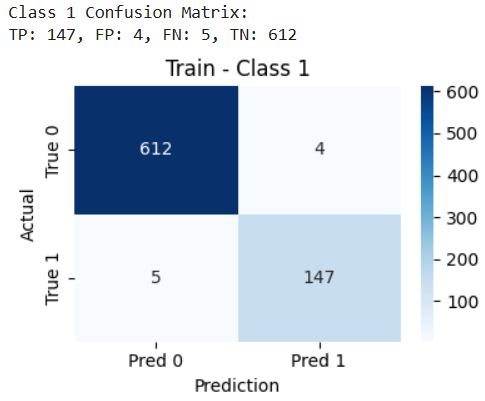 Class 1 Confusion Matrix:
TP: 147, FP: 4, FN: 5, TN: 612
Train - Class 1
600
500
400
300
200
100
True 0
True 1
Actual
612
4
5
147
Pred 0
Pred 1
Prediction